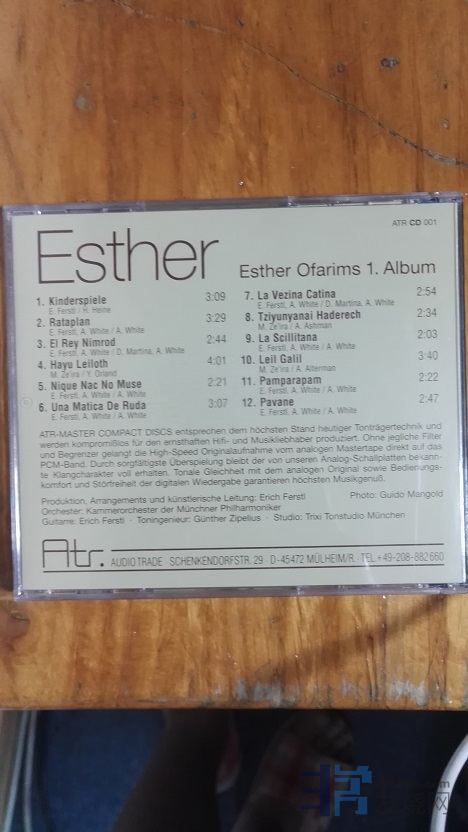 ATR CD 001
Esther
Esther Ofarims 1. Album
1. Kinderspiele 3:09
E. Ferstl / H. Heine
2. Rataplan 3:29
E. Ferstl, A. White / A. White
3. El Rey Nimrod 2:44
E. Ferstl, A. White / D. Martina, A. White
4. Hayu Leiloth 4:01
M. Ze'ira / Y. Orland
5. Nique Nac No Muse 2:21
E. Ferstl, A. White / A. White
6. Una Matica De Ruda 3:07
E. Ferstl, A. White / A. White
7. La Vezina Catina 2:54
E. Ferstl, A. White / D. Martina, A. White
8. Tziyunyanai Haderech 2:34
M. Ze'ira / A. Ashman
9. La Scillitana 2:03
E. Ferstl, A. White / A. White
10. Leil Galil 3:40
M. Ze'ira / A. Alterman
11. Pamparapam 2:22
E. Ferstl, A. White / A. White
12. Pavane 2:47
E. Ferstl, A. White / A. White
ATR-MASTER COMPACT DISCS entsprechen dem höchsten Stand heutiger Tonträgertechnik und
werden kompromißlos für den ernsthaften Hifi- und Musikliebhaber produziert. Ohne jegliche Filter
und Begrenzer gelangt die High-Speed Originalaufnahme vom analogen Mastertape direkt auf das
PCM-Band. Durch sorgfältigste Überspielung bleibt der von unseren Analog-Schallplatten bekann-
te Klangcharakter voll erhalten. Tonale Gleichheit mit dem analogen Original sowie Bedienungs-
komfort und Störfreiheit der digitalen Wiedergabe garantieren höchsten Musikgenuß.
Produktion, Arrangements und künstlerische Leitung: Erich Ferstl Photo: Guido Mangold
Orchester: Kammerorchester der Münchner Philharmoniker
Guitarre: Erich Ferstl · Toningenieur: Günther Zipelius · Studio: Trixi Tonstudio München
Atr. AUDIO TRADE · SCHENKENDORFSTR. 29 · D-45472 MÜLHEIM/R. · TEL. +49-208-882 660